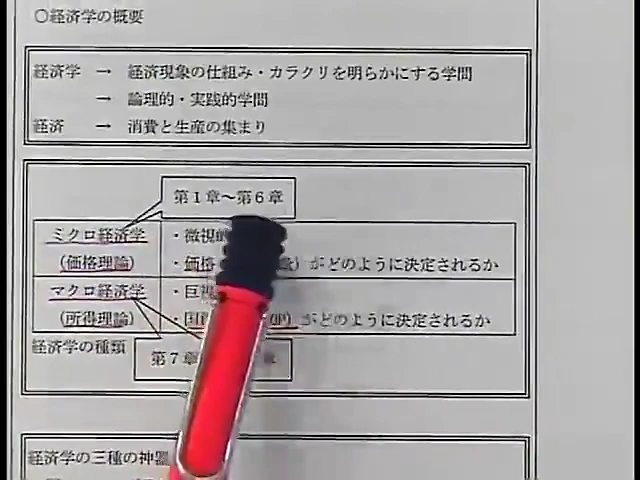 〇経済学の概要
経済学 → 経済現象の仕組み・カラクリを明らかにする学問
→ 論理的・実践的学問
経済 → 消費と生産の集まり
第1章～第6章
ミクロ経済学 ・微視的
(価格理論) ・価格 )がどのように決定されるか
マクロ経済学 ・巨視
(所得理論) ・国 DP)がどのように決定されるか
経済学の種類
第7章 章
経済学の三種の神器